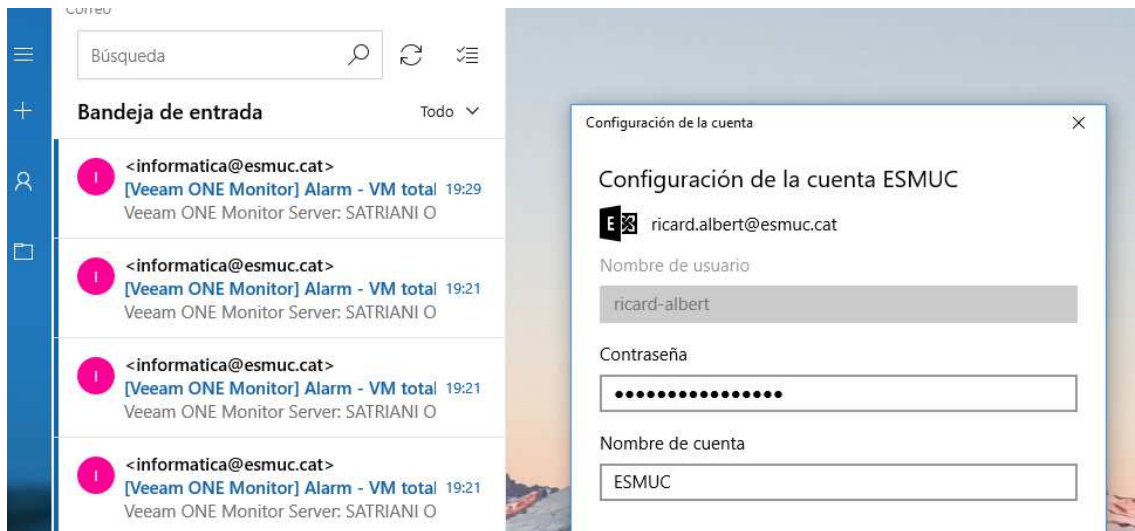 Correo
Búsqueda
Bandeja de entrada
Todo
I
<informatica@esmuc.cat>
[Veeam ONE Monitor] Alarm - VM total 19:29
Veeam ONE Monitor Server: SATRIANI O
I
<informatica@esmuc.cat>
[Veeam ONE Monitor] Alarm - VM total 19:21
Veeam ONE Monitor Server: SATRIANI O
I
<informatica@esmuc.cat>
[Veeam ONE Monitor] Alarm - VM total 19:21
Veeam ONE Monitor Server: SATRIANI O
I
<informatica@esmuc.cat>
[Veeam ONE Monitor] Alarm - VM total 19:21
Veeam ONE Monitor Server: SATRIANI O
Configuración de la cuenta
Configuración de la cuenta ESMUC
E
ricard.albert@esmuc.cat
Nombre de usuario
ricard-albert
Contraseña
●●●●●●●●●●●●●●●●
Nombre de cuenta
ESMUC